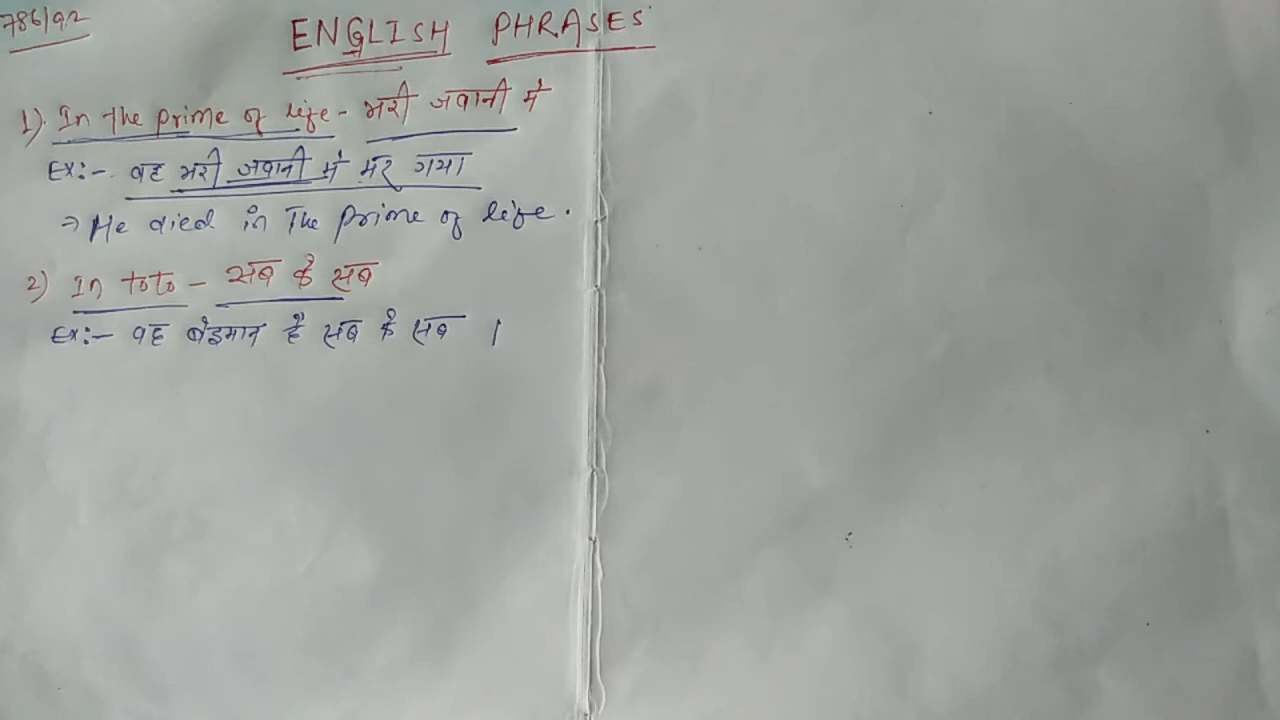 786/92
ENGLISH PHRASES
1). In the prime of life - भरी जवानी में
Ex:- वह भरी जवानी में मर गया
⇒ He died in The prime of life.
2) In toto - सब के सब
Ex:- वह बेइमान है सब के सब ।